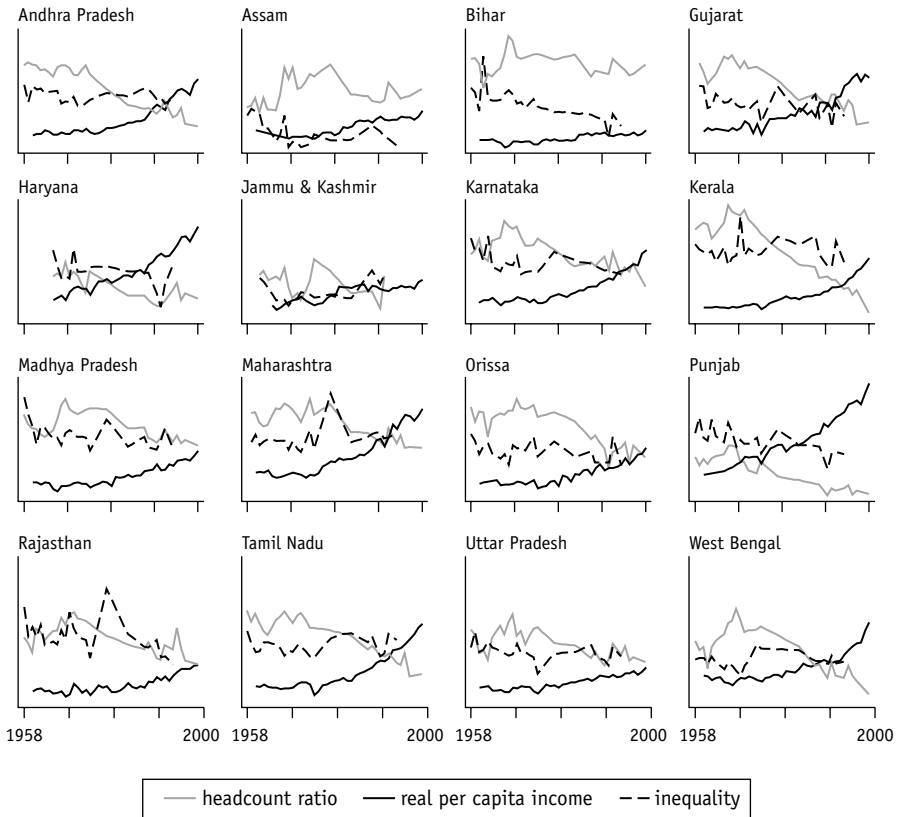 Andhra Pradesh Assam Bihar Gujarat
Haryana Jammu & Kashmir Karnataka Kerala
Madhya Pradesh Maharashtra Orissa Punjab
Rajasthan Tamil Nadu Uttar Pradesh West Bengal
1958 2000 1958 2000 1958 2000 1958 2000
headcount ratio real per capita income inequality